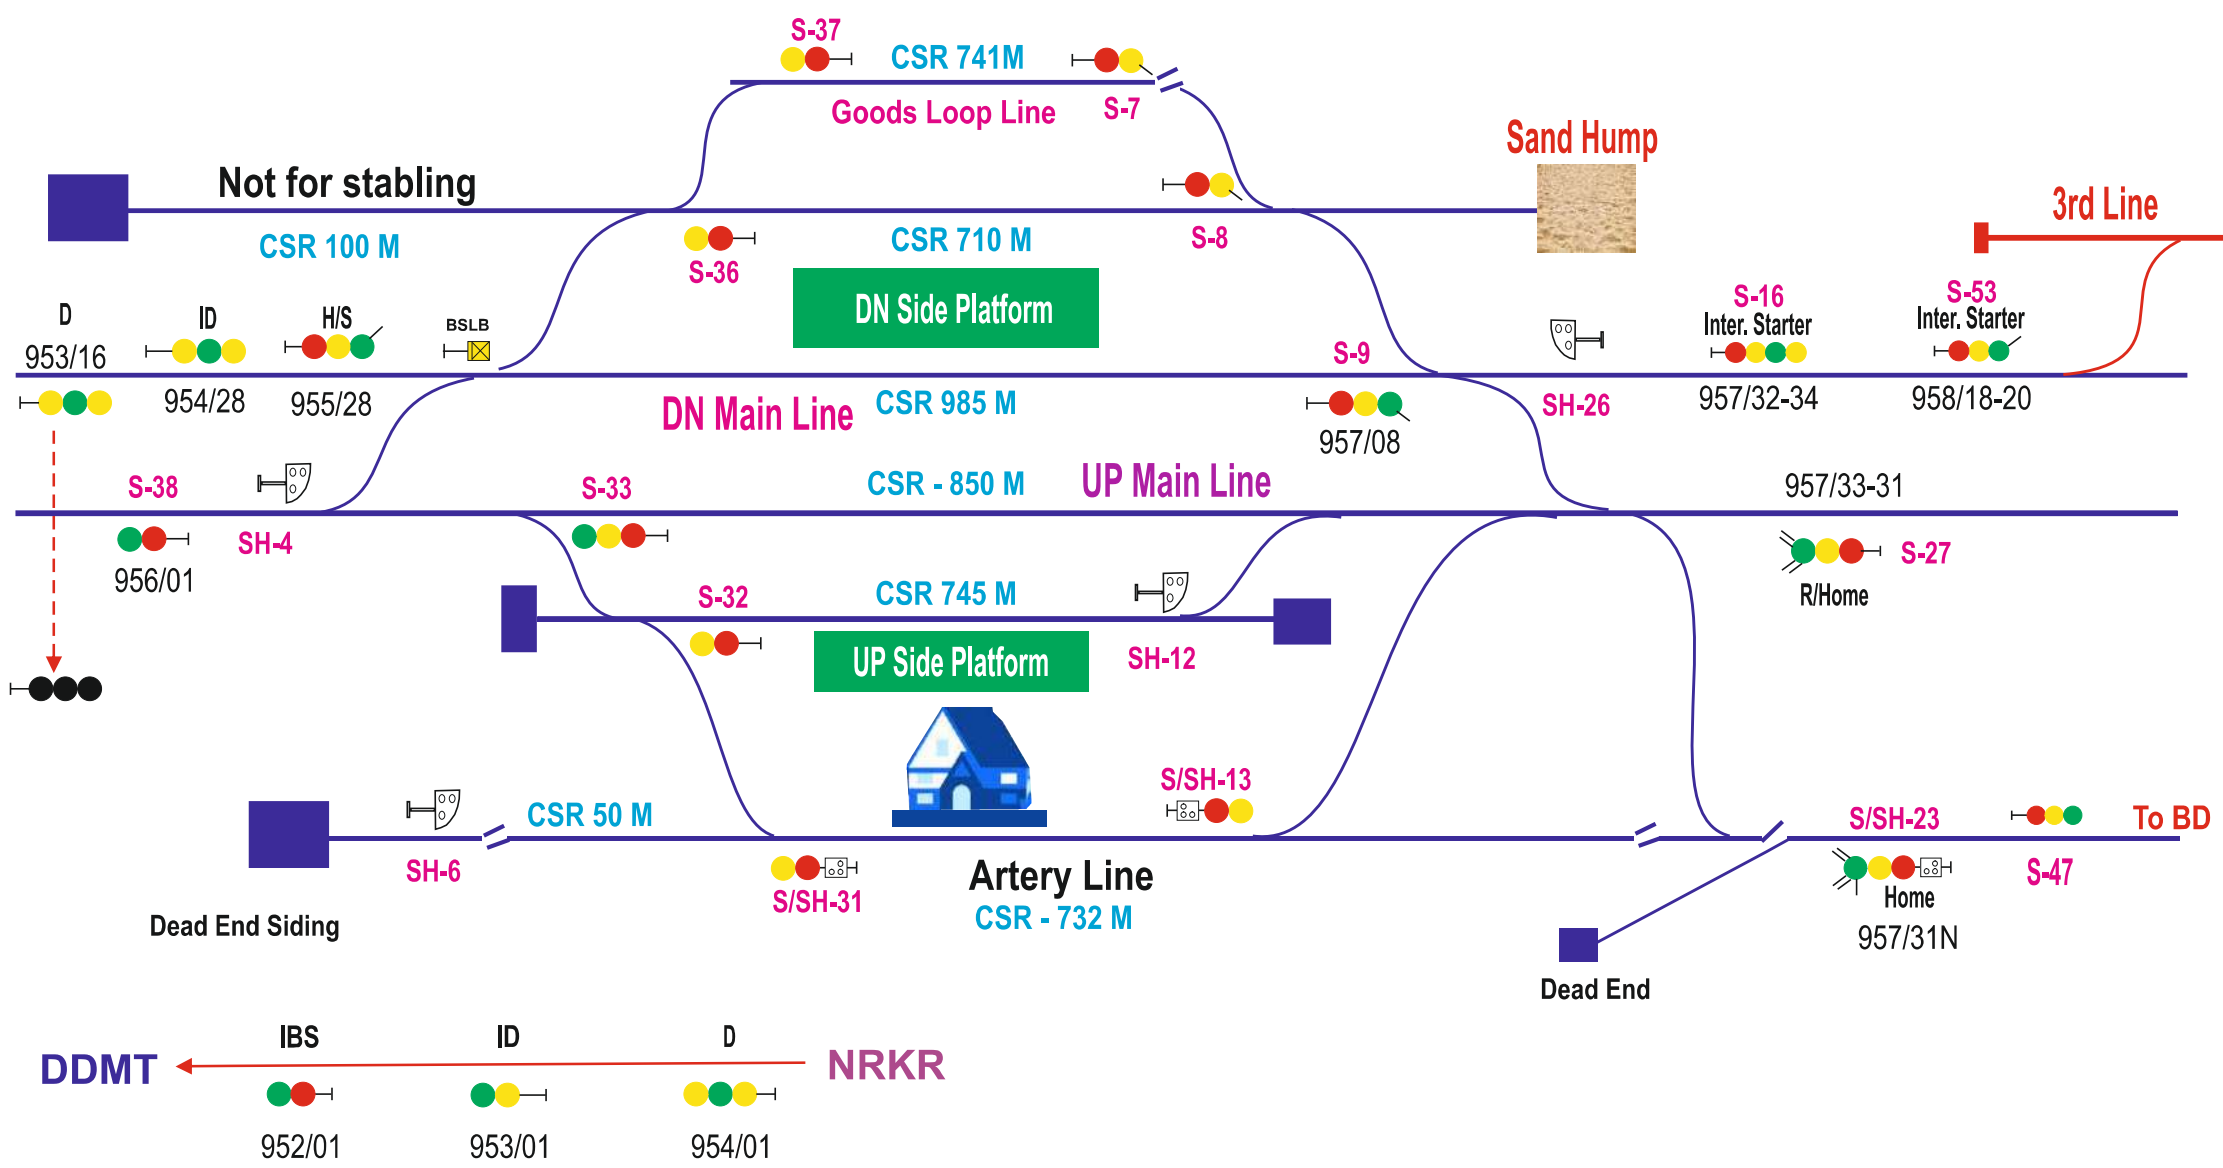 S-37
CSR 741M
Goods Loop Line
S-7
Sand Hump
Not for stabling
3rd Line
CSR 100 M
S-36
CSR 710 M
S-8
DN Side Platform
D
953/16
ID
954/28
H/S
955/28
BSLB
S-9
957/08
S-16
Inter. Starter
957/32-34
S-53
Inter. Starter
958/18-20
DN Main Line
CSR 985 M
SH-26
S-38
956/01
SH-4
S-33
CSR - 850 M
UP Main Line
957/33-31
S-27
R/Home
S-32
CSR 745 M
UP Side Platform
SH-12
S/SH-13
CSR 50 M
SH-6
S/SH-31
Artery Line
CSR - 732 M
S/SH-23
Home
957/31N
S-47
To BD
Dead End Siding
Dead End
IBS
ID
D
DDMT
NRKR
952/01
953/01
954/01